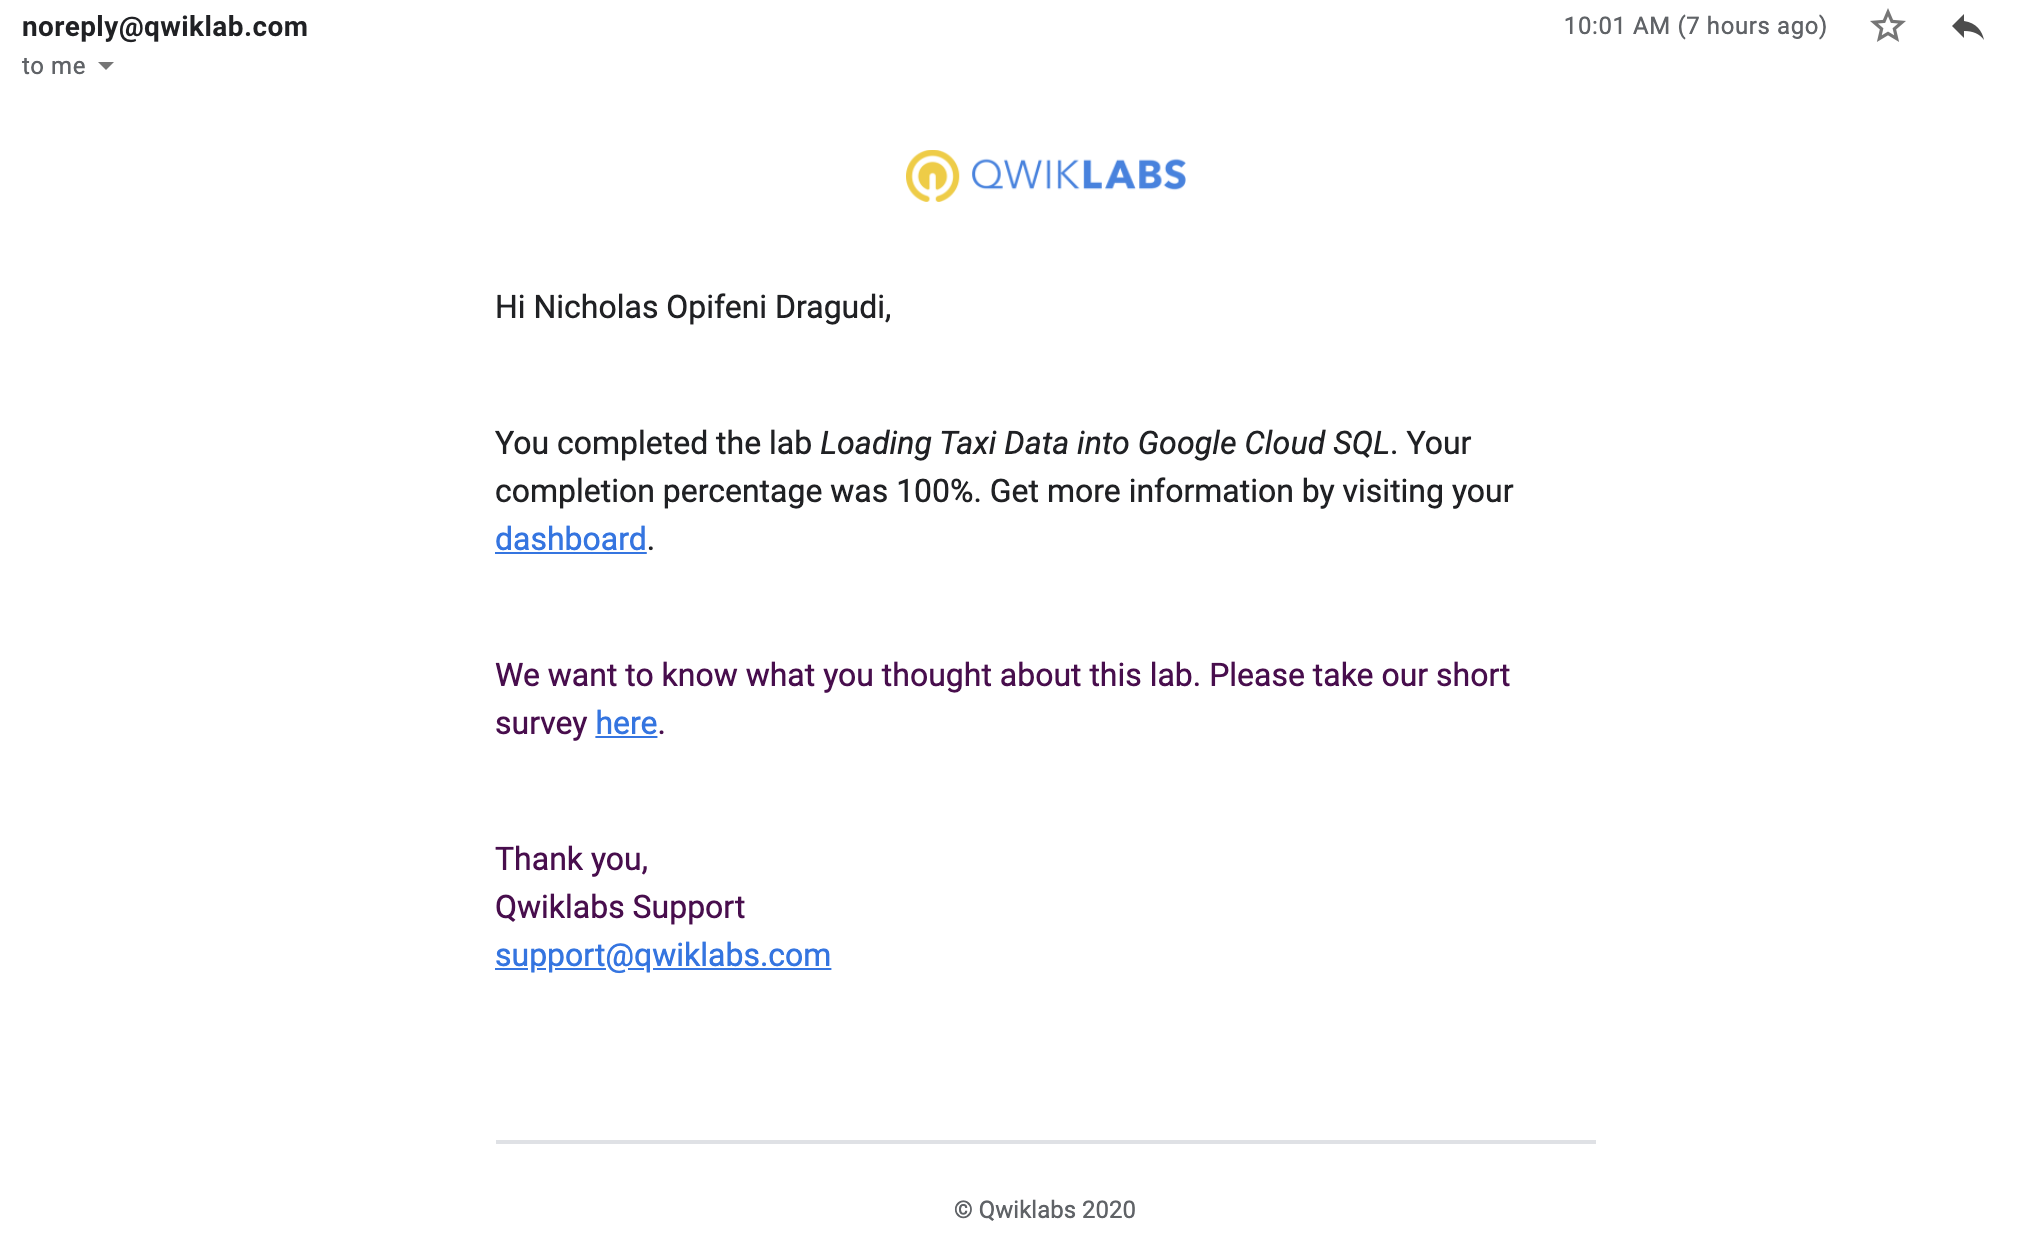 noreply@qwiklab.com
10:01 AM (7 hours ago)
to me
QWIKLABS
Hi Nicholas Opifeni Dragudi,
You completed the lab Loading Taxi Data into Google Cloud SQL. Your
completion percentage was 100%. Get more information by visiting your
dashboard.
We want to know what you thought about this lab. Please take our short
survey here.
Thank you,
Qwiklabs Support
support@qwiklabs.com
© Qwiklabs 2020